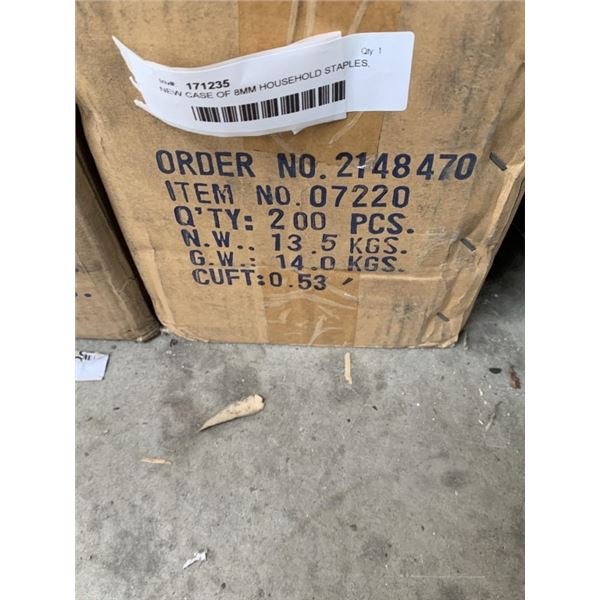 171235
Qty: 1
NEW CASE OF 8MM HOUSEHOLD STAPLES,
ORDER NO. 2148470
ITEM NO. 07220
Q'TY: 200 PCS.
N.W.. 13.5 KGS.
G.W.: 14.0 KGS.
CUFT: 0.53